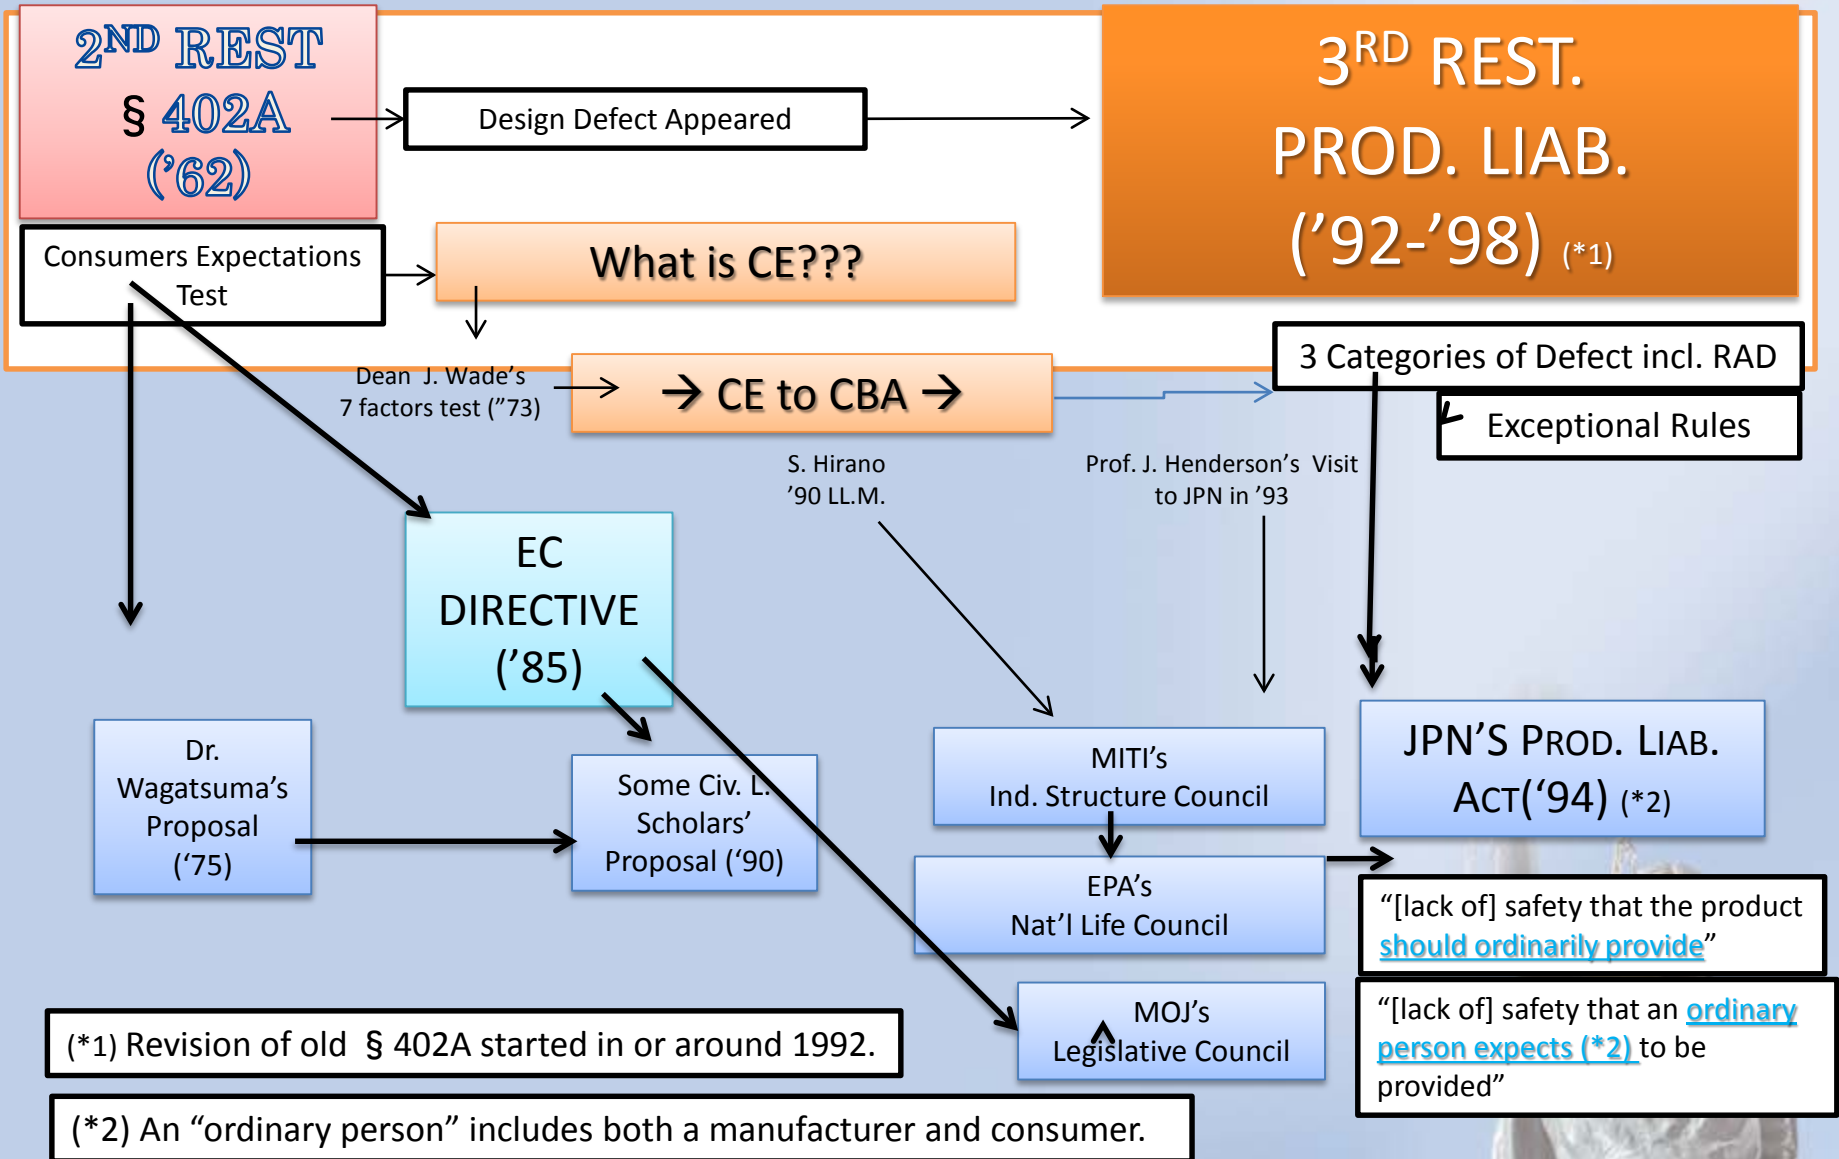 2ND REST
§ 402A
(’62)
Design Defect Appeared
3RD REST.
PROD. LIAB.
(’92-’98) (*1)
Consumers Expectations
Test
What is CE???
Dean J. Wade’s
7 factors test (”73)
→ CE to CBA →
3 Categories of Defect incl. RAD
Exceptional Rules
S. Hirano
’90 LL.M.
Prof. J. Henderson’s Visit
to JPN in ’93
EC
DIRECTIVE
(’85)
Dr.
Wagatsuma’s
Proposal
(‘75)
Some Civ. L.
Scholars’
Proposal (‘90)
MITI’s
Ind. Structure Council
JPN’S PROD. LIAB.
ACT(‘94) (*2)
EPA’s
Nat’l Life Council
“[lack of] safety that the product
should ordinarily provide”
MOJ’s
Legislative Council
“[lack of] safety that an ordinary
person expects (*2) to be
provided”
(*1) Revision of old § 402A started in or around 1992.
(*2) An “ordinary person” includes both a manufacturer and consumer.